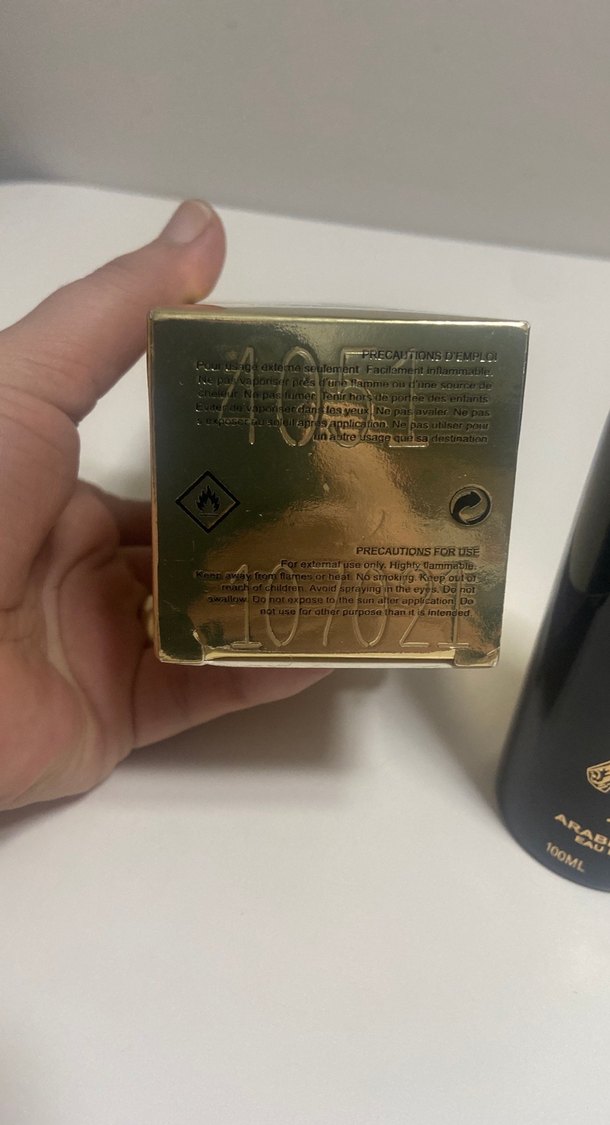 1051
PRECAUTIONS D'EMPLOI
Pour usage externe seulement. Facilement inflammable.
Ne pas vaporiser près d'une flamme ou d'une source de
chaleur. Ne pas fumer. Tenir hors de portée des enfants.
Eviter de vaporiser dans les yeux. Ne pas avaler. Ne pas
exposer au soleil après application. Ne pas utiliser pour
un autre usage que sa destination.
PRECAUTIONS FOR USE
For external use only. Highly flammable.
Keep away from flames or heat. No smoking. Keep out of
reach of children. Avoid spraying in the eyes. Do not
swallow. Do not expose to the sun after application. Do
not use for other purpose than it is intended.
107021
EAU
100ML